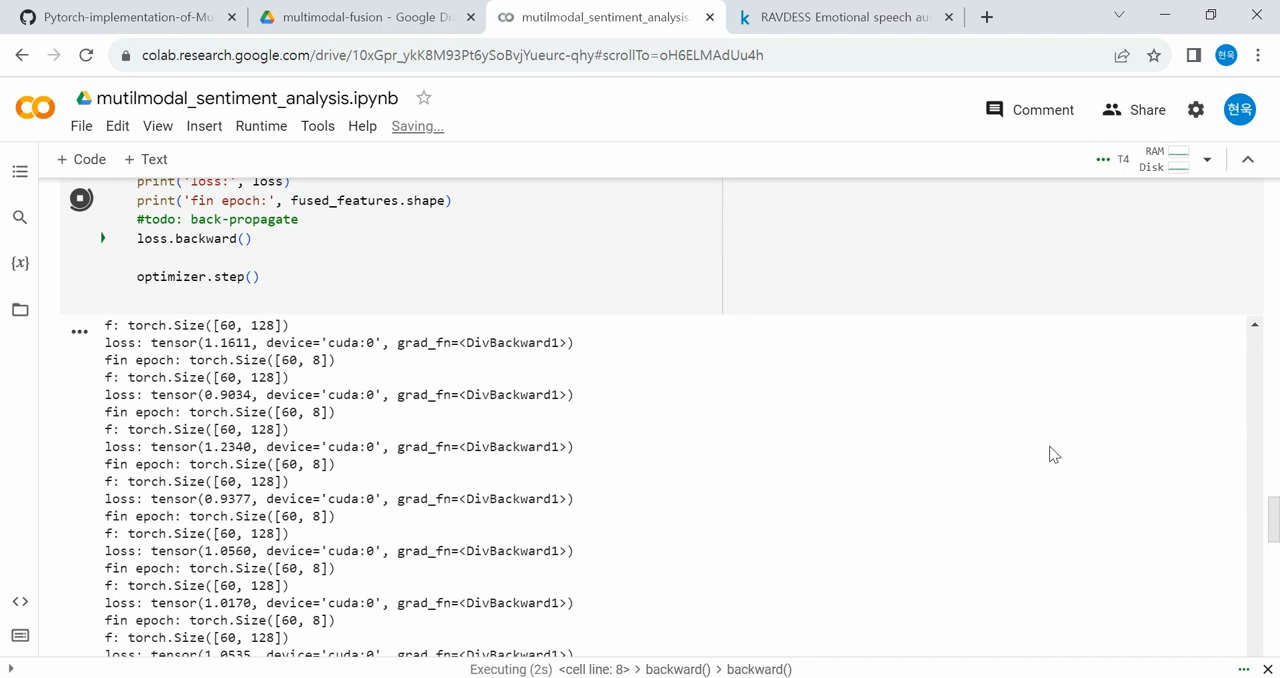 Pytorch-implementation-of-Mu
multimodal-fusion - Google Dr
mutilmodal_sentiment_analysis.
RAVDESS Emotional speech au
colab.research.google.com/drive/10xGpr_ykK8M93Pt6ySoBvjYueurc-qhy#scrollTo=oH6ELMAdUu4h
현욱
mutilmodal_sentiment_analysis.ipynb
Comment
Share
현욱
File Edit View Insert Runtime Tools Help Saving...
+ Code + Text
T4
RAM
Disk
print('loss:', loss)
print('fin epoch:', fused_features.shape)
#todo: back-propagate
loss.backward()
optimizer.step()
{x}
f: torch.Size([60, 128])
loss: tensor(1.1611, device='cuda:0', grad_fn=<DivBackward1>)
fin epoch: torch.Size([60, 8])
f: torch.Size([60, 128])
loss: tensor(0.9034, device='cuda:0', grad_fn=<DivBackward1>)
fin epoch: torch.Size([60, 8])
f: torch.Size([60, 128])
loss: tensor(1.2340, device='cuda:0', grad_fn=<DivBackward1>)
fin epoch: torch.Size([60, 8])
f: torch.Size([60, 128])
loss: tensor(0.9377, device='cuda:0', grad_fn=<DivBackward1>)
fin epoch: torch.Size([60, 8])
f: torch.Size([60, 128])
loss: tensor(1.0560, device='cuda:0', grad_fn=<DivBackward1>)
fin epoch: torch.Size([60, 8])
f: torch.Size([60, 128])
loss: tensor(1.0170, device='cuda:0', grad_fn=<DivBackward1>)
fin epoch: torch.Size([60, 8])
f: torch.Size([60, 128])
loss: tensor(1.0535, device='cuda:0', grad_fn=<DivBackward1>)
Executing (2s) <cell line: 8> > backward() > backward()